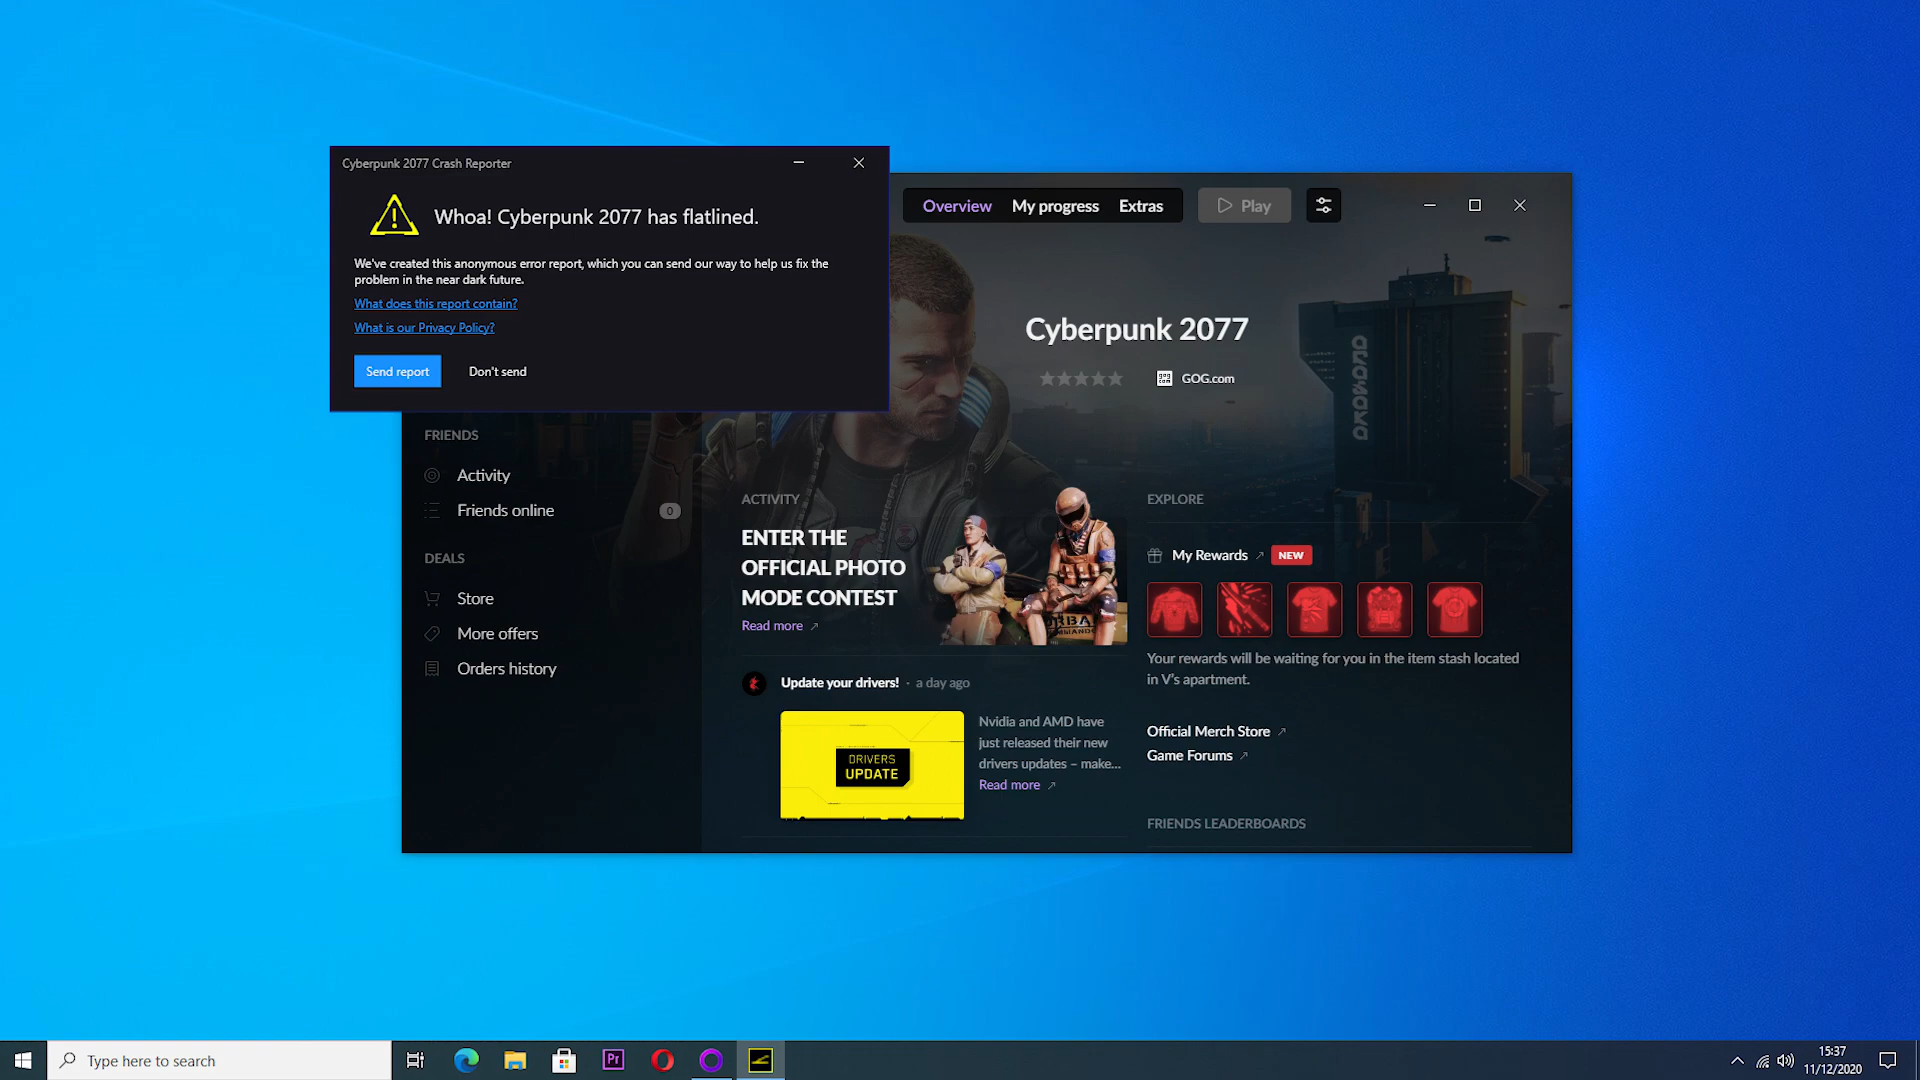 Cyberpunk 2077 Crash Reporter
Whoa! Cyberpunk 2077 has flatlined.
We've created this anonymous error report, which you can send our way to help us fix the
problem in the near dark future.
What does this report contain?
What is our Privacy Policy?
Send report
Don't send
Overview
My progress
Extras
Play
Cyberpunk 2077
gog
com
GOG.com
FRIENDS
Activity
Friends online
0
DEALS
Store
More offers
Orders history
ACTIVITY
ENTER THE
OFFICIAL PHOTO
MODE CONTEST
Read more
Update your drivers! · a day ago
DRIVERS
UPDATE
Nvidia and AMD have
just released their new
drivers updates – make...
Read more
EXPLORE
My Rewards
NEW
Your rewards will be waiting for you in the item stash located
in V's apartment.
Official Merch Store
Game Forums
FRIENDS LEADERBOARDS
Type here to search
Pr
15:37
11/12/2020